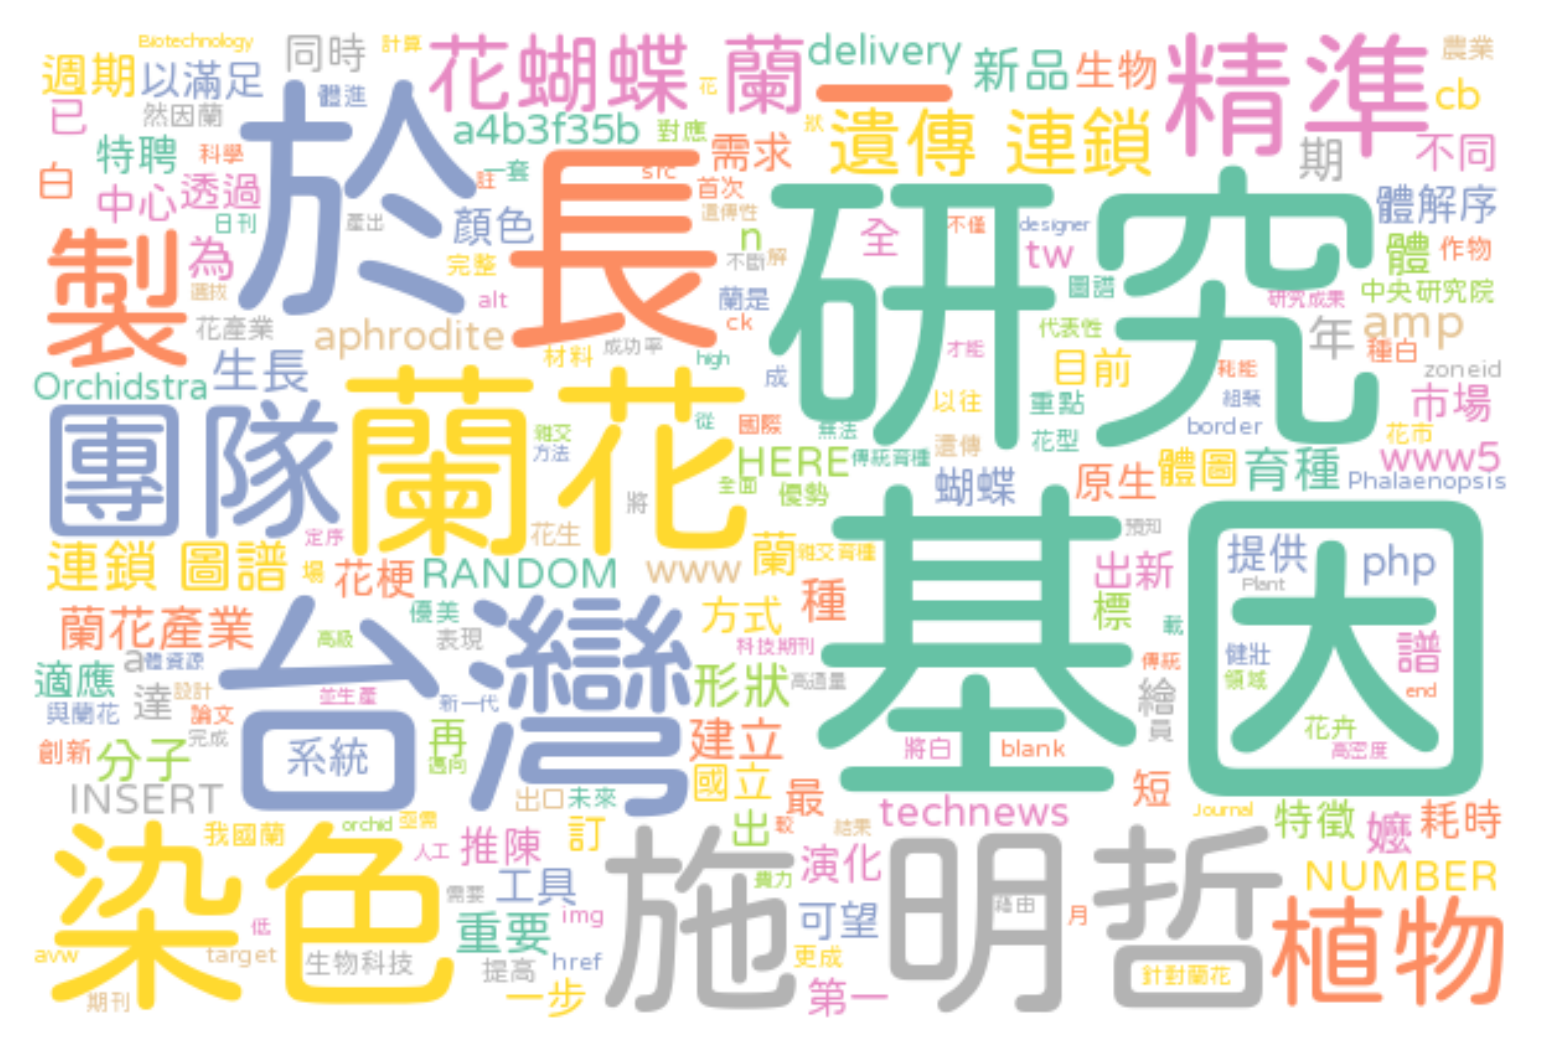 Biotechnology
計算
同時
花蝴蝶
蘭
一
delivery
新品
生物
精準
農業
週期
以滿足
體進
花
cb
已
然因蘭
a4b3f35b
對應
狀
遺傳 連鎖
於
長
特聘
科學
一套
註
src
需求
期
不同
白
中心
透過
首次
研究
體解序
日刊
產出
顏色
遺傳性
n
全
不僅
designer
tw
製
為
完整
不斷
解
體
作物
選拔
alt
蘭是
圖譜
研究成果
中央研究院
花產業
aphrodite
ck
代表性
年
amp
材料
成功率
high
才能
種白
Orchidstra
生長
成
目前
耗能
zoneid
團隊
蘭花
從
國際
以往
重點
組裝
市場
雜交
方法
無法
border
花市
HERE
傳統育種
遺傳
花型
www5
全面
優勢
蝴蝶
原生
體圖
育種
Phalaenopsis
將
定序
花生
基因
預知
連鎖 圖譜
場
花梗
RANDOM
www
蘭
雜交育種
出新
提供
php
Plant
蘭花產業
優美
種
標
高級
表現
方式
載
台灣
科技期刊
譜
a
體資源
傳統
健壯
適應
形狀
高通量
領域
end
與蘭花
達
設計
並生產
新一代
繪
論文
員
花卉
創新
分子
完成
系統
再
邁向
建立
將白
blank
高密度
INSERT
出口
未來
國立
最
短
technews
Journal
特徵
嬤
耗時
我國蘭
orchid
亟需
訂
出
較
結果
染色
人工
推陳
施明哲
演化
NUMBER
需要
工具
費力
植物
低
重要
img
可望
藉由
月
avw
target
生物科技
提高
href
更成
針對蘭花
期刊
一步
第一